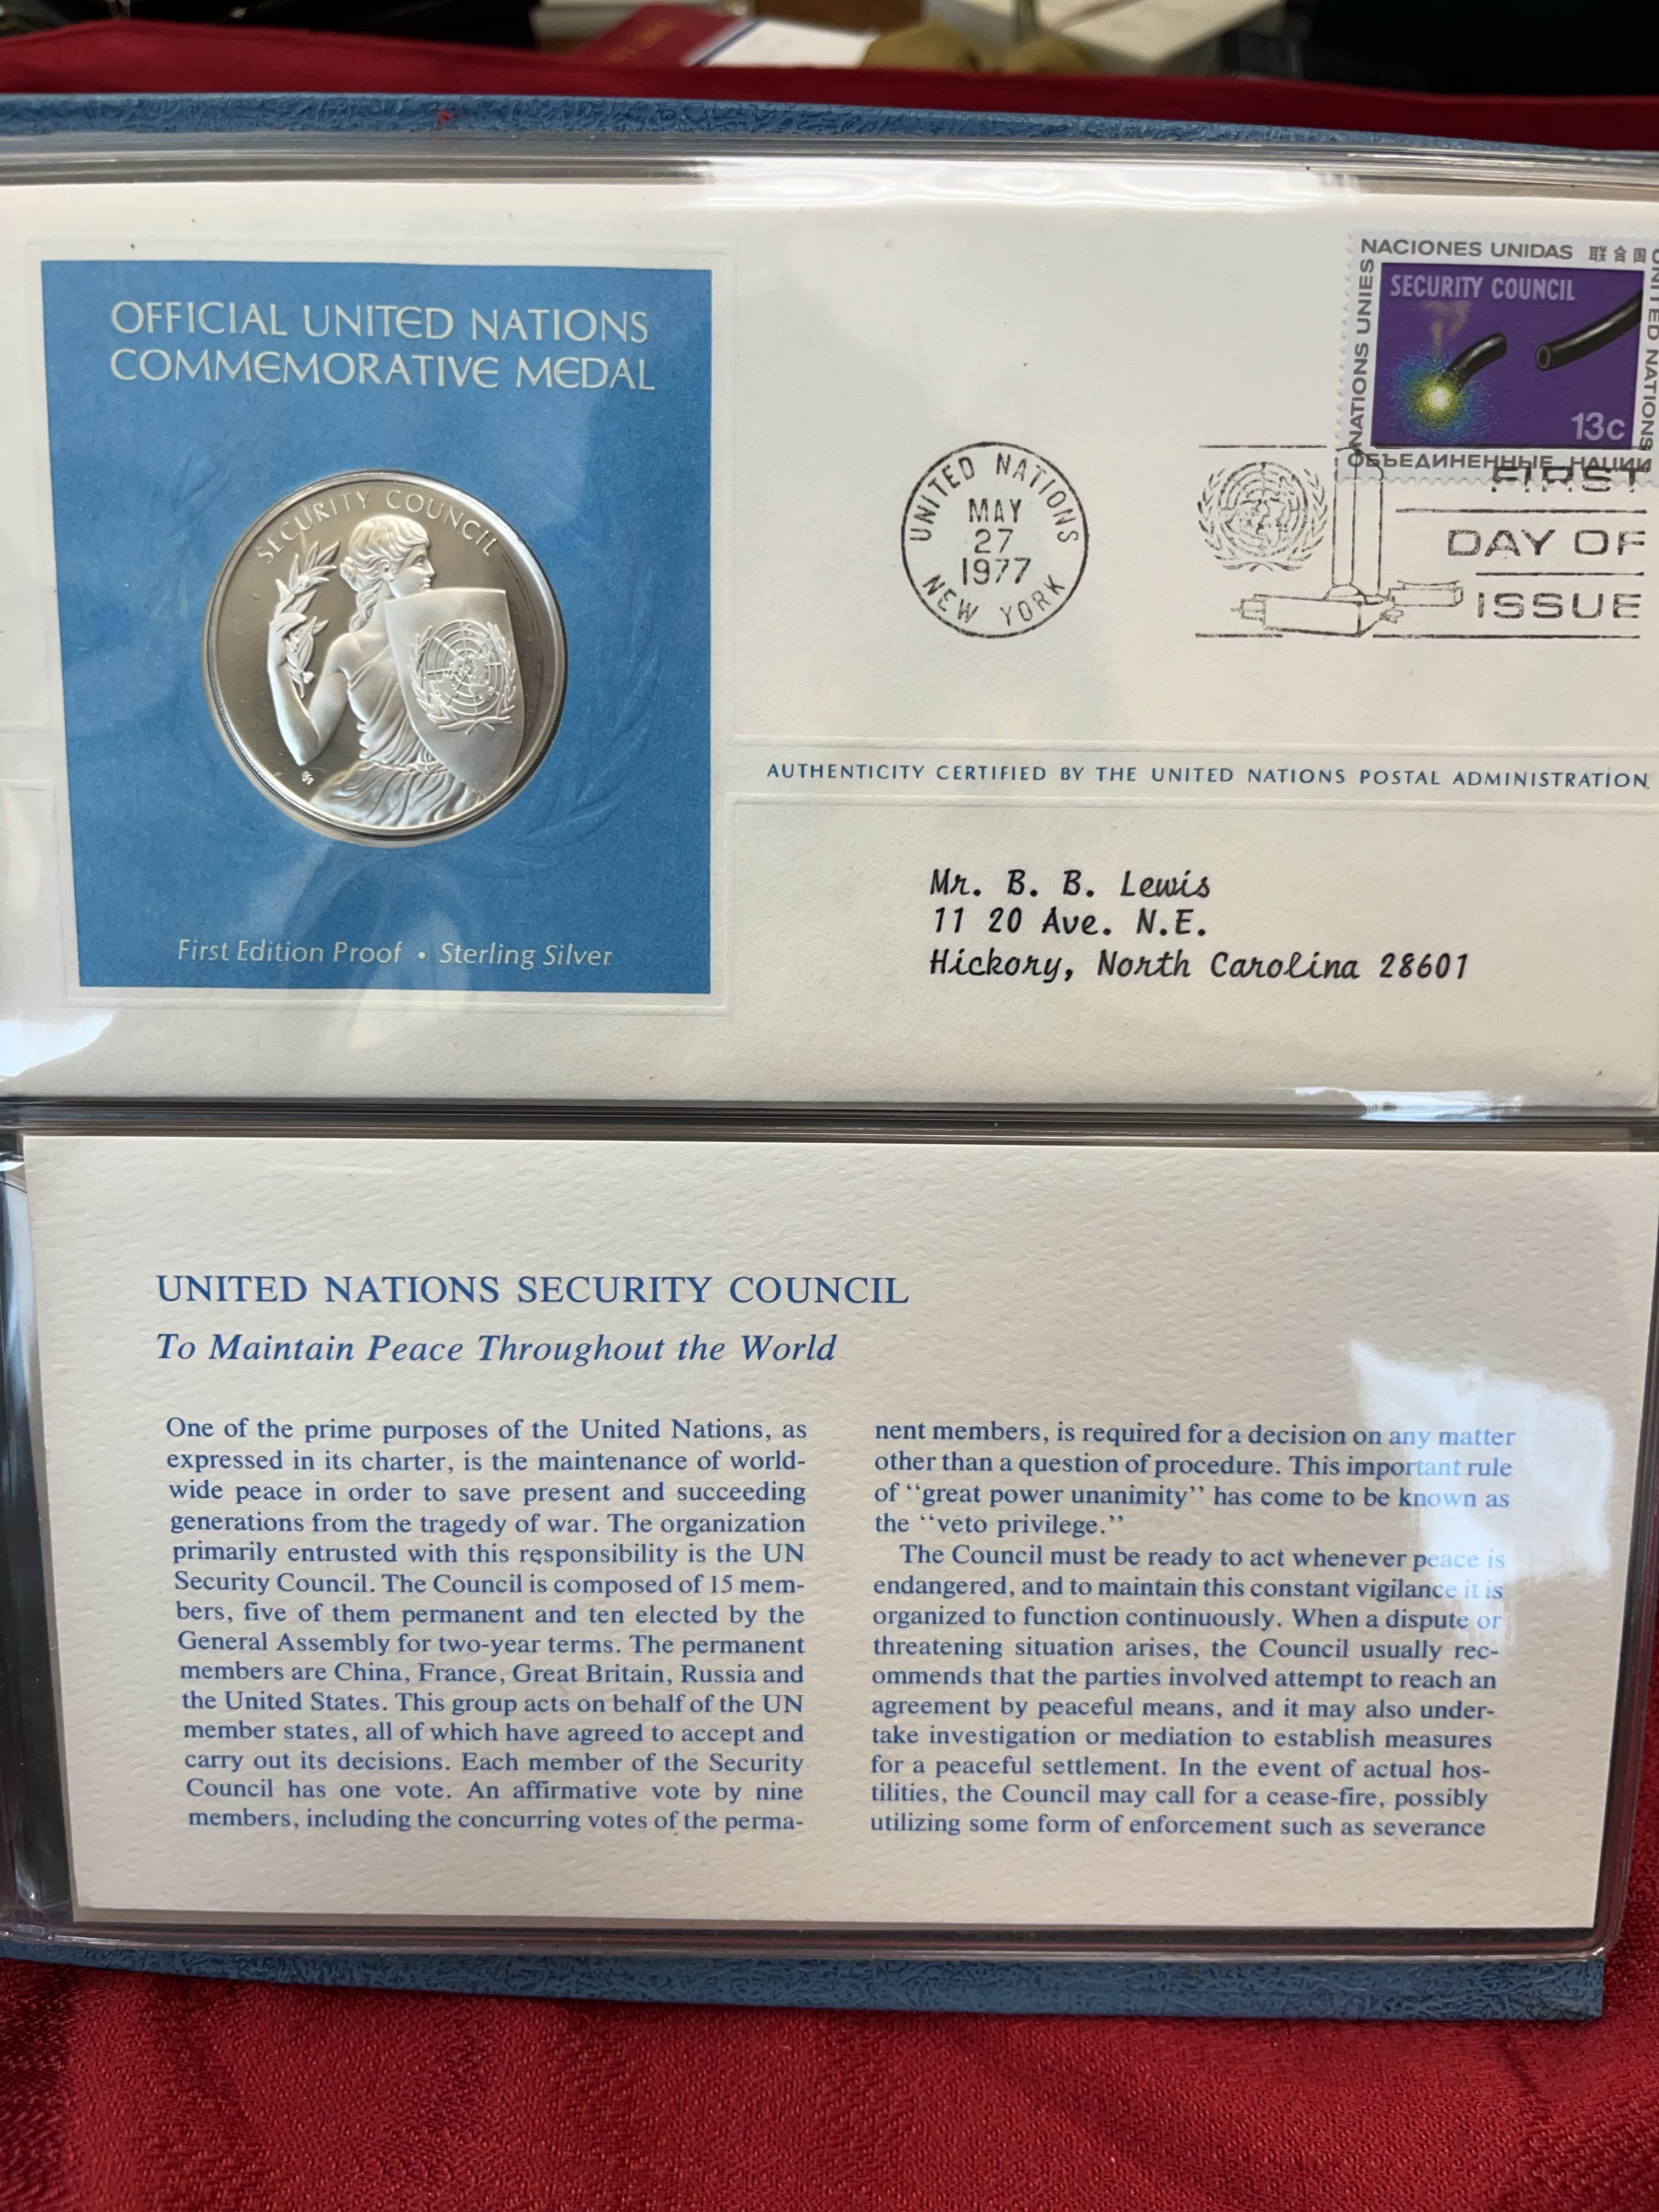 OFFICIAL UNITED NATIONS
COMMEMORATIVE MEDAL
SECURITY COUNCIL
First Edition Proof • Sterling Silver
NACIONES UNIDAS 联合国
NATIONS UNIES
UNITED NATIONS
SECURITY COUNCIL
13c
ОБЪЕДИНЕННЫЕ НАЦИИ
UNITED NATIONS
MAY
27
1977
NEW YORK
FIRST
DAY OF
ISSUE
AUTHENTICITY CERTIFIED BY THE UNITED NATIONS POSTAL ADMINISTRATION.
Mr. B. B. Lewis
11 20 Ave. N.E.
Hickory, North Carolina 28601
UNITED NATIONS SECURITY COUNCIL
To Maintain Peace Throughout the World
One of the prime purposes of the United Nations, as
expressed in its charter, is the maintenance of world-
wide peace in order to save present and succeeding
generations from the tragedy of war. The organization
primarily entrusted with this responsibility is the UN
Security Council. The Council is composed of 15 mem-
bers, five of them permanent and ten elected by the
General Assembly for two-year terms. The permanent
members are China, France, Great Britain, Russia and
the United States. This group acts on behalf of the UN
member states, all of which have agreed to accept and
carry out its decisions. Each member of the Security
Council has one vote. An affirmative vote by nine
members, including the concurring votes of the perma-
nent members, is required for a decision on any matter
other than a question of procedure. This important rule
of ‘‘great power unanimity’’ has come to be known as
the ‘‘veto privilege.’’
The Council must be ready to act whenever peace is
endangered, and to maintain this constant vigilance it is
organized to function continuously. When a dispute or
threatening situation arises, the Council usually rec-
ommends that the parties involved attempt to reach an
agreement by peaceful means, and it may also under-
take investigation or mediation to establish measures
for a peaceful settlement. In the event of actual hos-
tilities, the Council may call for a cease-fire, possibly
utilizing some form of enforcement such as severance